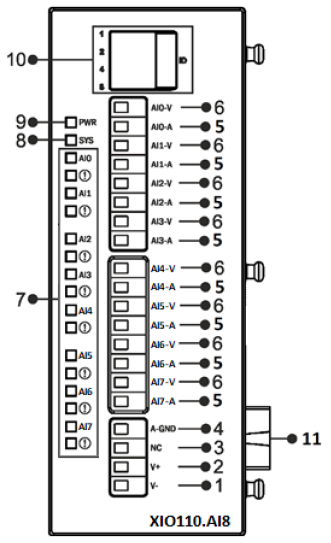 1
2
4
5
ID
10
9 PWR
8 SYS
AI0
!
AI1
!
AI2
!
AI3
!
7
AI4
!
AI5
!
AI6
!
AI7
!
AI0-V 6
AI0-A 5
AI1-V 6
AI1-A 5
AI2-V 6
AI2-A 5
AI3-V 6
AI3-A 5
AI4-V 6
AI4-A 5
AI5-V 6
AI5-A 5
AI6-V 6
AI6-A 5
AI7-V 6
AI7-A 5
A-GND 4
NC 3
V+ 2
V- 1
11
XIO110.AI8